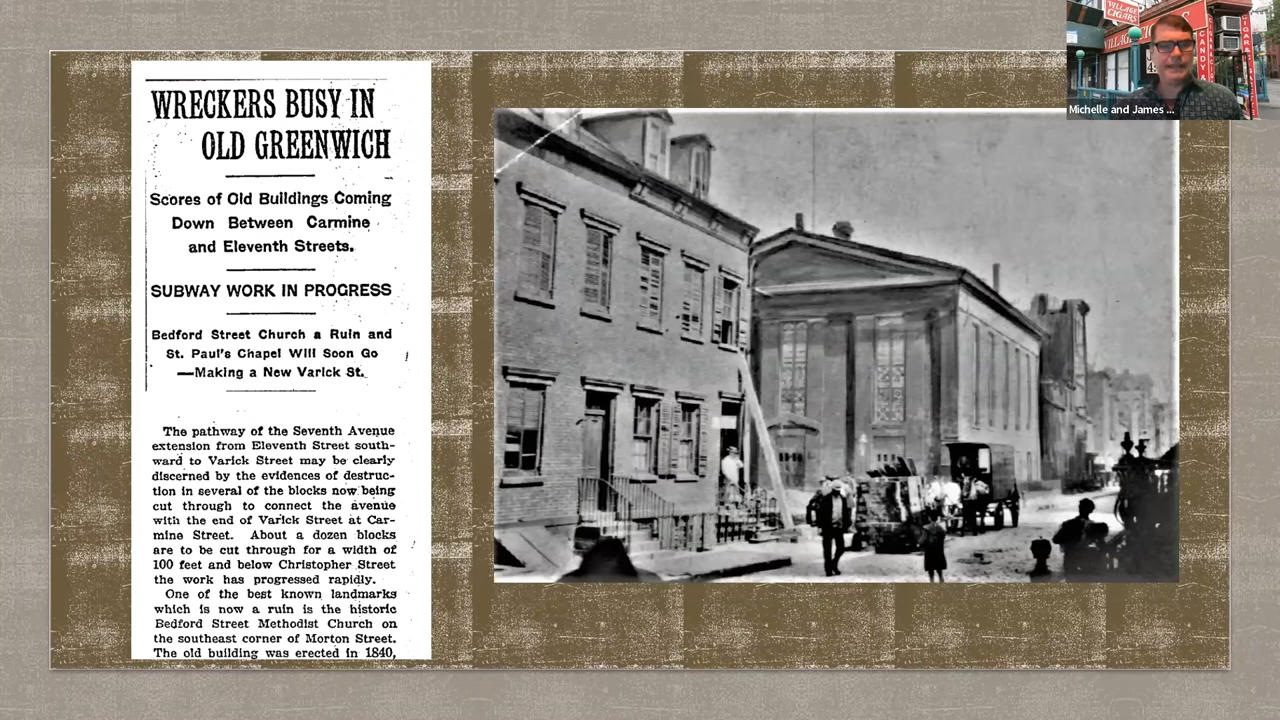 WRECKERS BUSY IN
OLD GREENWICH
Scores of Old Buildings Coming
Down Between Carmine
and Eleventh Streets.
SUBWAY WORK IN PROGRESS
Bedford Street Church a Ruin and
St. Paul's Chapel Will Soon Go
—Making a New Varick St.
The pathway of the Seventh Avenue
extension from Eleventh Street south-
ward to Varick Street may be clearly
discerned by the evidences of destruc-
tion in several of the blocks now being
cut through to connect the avenue
with the end of Varick Street at Car-
mine Street. About a dozen blocks
are to be cut through for a width of
100 feet and below Christopher Street
the work has progressed rapidly.
One of the best known landmarks
which is now a ruin is the historic
Bedford Street Methodist Church on
the southeast corner of Morton Street.
The old building was erected in 1840,
VILLAGE
CIGARS
VILLAGE
CANDY
CIGARS
Michelle and James ...